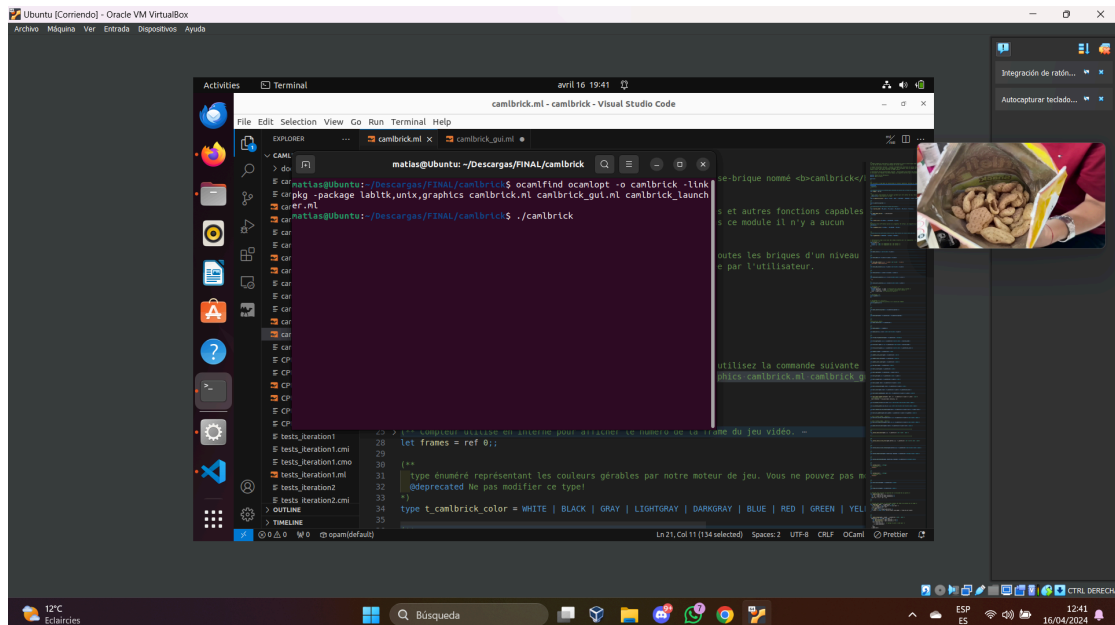 Ubuntu [Corriendo] - Oracle VM VirtualBox
Archivo Máquina Ver Entrada Dispositivos Ayuda
Integración de ratón...
Autocapturar teclado...
Activities
Terminal
avril 16 19:41
camlbrick.ml - camlbrick - Visual Studio Code
File Edit Selection View Go Run Terminal Help
EXPLORER
camlbrick.ml
camlbrick_gui.ml
matias@Ubuntu: ~/Descargas/FINAL/camlbrick
matias@Ubuntu:~/Descargas/FINAL/camlbrick$ ocamlfind ocamlopt -o camlbrick -link
pkg -package labltk,unix,graphics camlbrick.ml camlbrick_gui.ml camlbrick_launch
er.ml
matias@Ubuntu:~/Descargas/FINAL/camlbrick$ ./camlbrick
se-brique nommé <b>camlbrick</
s et autres fonctions capables
s ce module il n'y a aucun
outes les briques d'un niveau
e par l'utilisateur.
utilisez la commande suivante
phics camlbrick.ml camlbrick_g
28 let frames = ref 0;;
29
30 (**
31 type énuméré représentant les couleurs gérables par notre moteur de jeu. Vous ne pouvez pas m
32 @deprecated Ne pas modifier ce type!
33 *)
34 type t_camlbrick_color = WHITE | BLACK | GRAY | LIGHTGRAY | DARKGRAY | BLUE | RED | GREEN | YEL
35
tests_iteration1
tests_iteration1.cmi
tests_iteration1.cmo
tests_iteration1.ml
tests_iteration2
tests_iteration2.cmi
OUTLINE
TIMELINE
0 0 0 opam(default)
Ln 21, Col 11 (134 selected) Spaces: 2 UTF-8 CRLF OCaml Prettier
CTRL DERECH
12°C
Eclaircies
Búsqueda
ESP
ES
12:41
16/04/2024